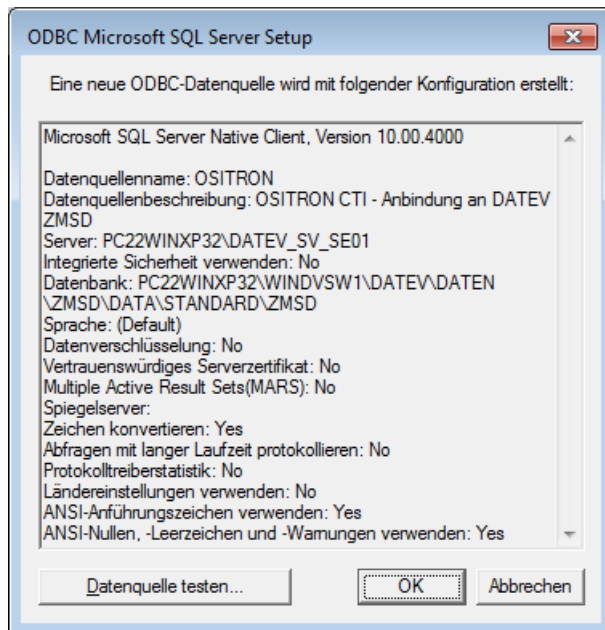 ODBC Microsoft SQL Server Setup
Eine neue ODBC-Datenquelle wird mit folgender Konfiguration erstellt:
Microsoft SQL Server Native Client, Version 10.00.4000
Datenquellenname: OSITRON
Datenquellenbeschreibung: OSITRON CTI - Anbindung an DATEV
ZMSD
Server: PC22WINXP32\DATEV_SV_SE01
Integrierte Sicherheit verwenden: No
Datenbank: PC22WINXP32\WINDVSW1\DATEV\DATEN
\ZMSD\DATA\STANDARD\ZMSD
Sprache: (Default)
Datenverschlüsselung: No
Vertrauenswürdiges Serverzertifikat: No
Multiple Active Result Sets(MARS): No
Spiegelserver:
Zeichen konvertieren: Yes
Abfragen mit langer Laufzeit protokollieren: No
Protokolltreiberstatistik: No
Ländereinstellungen verwenden: No
ANSI-Anführungszeichen verwenden: Yes
ANSI-Nullen, -Leerzeichen und -Warnungen verwenden: Yes
Datenquelle testen... OK Abbrechen